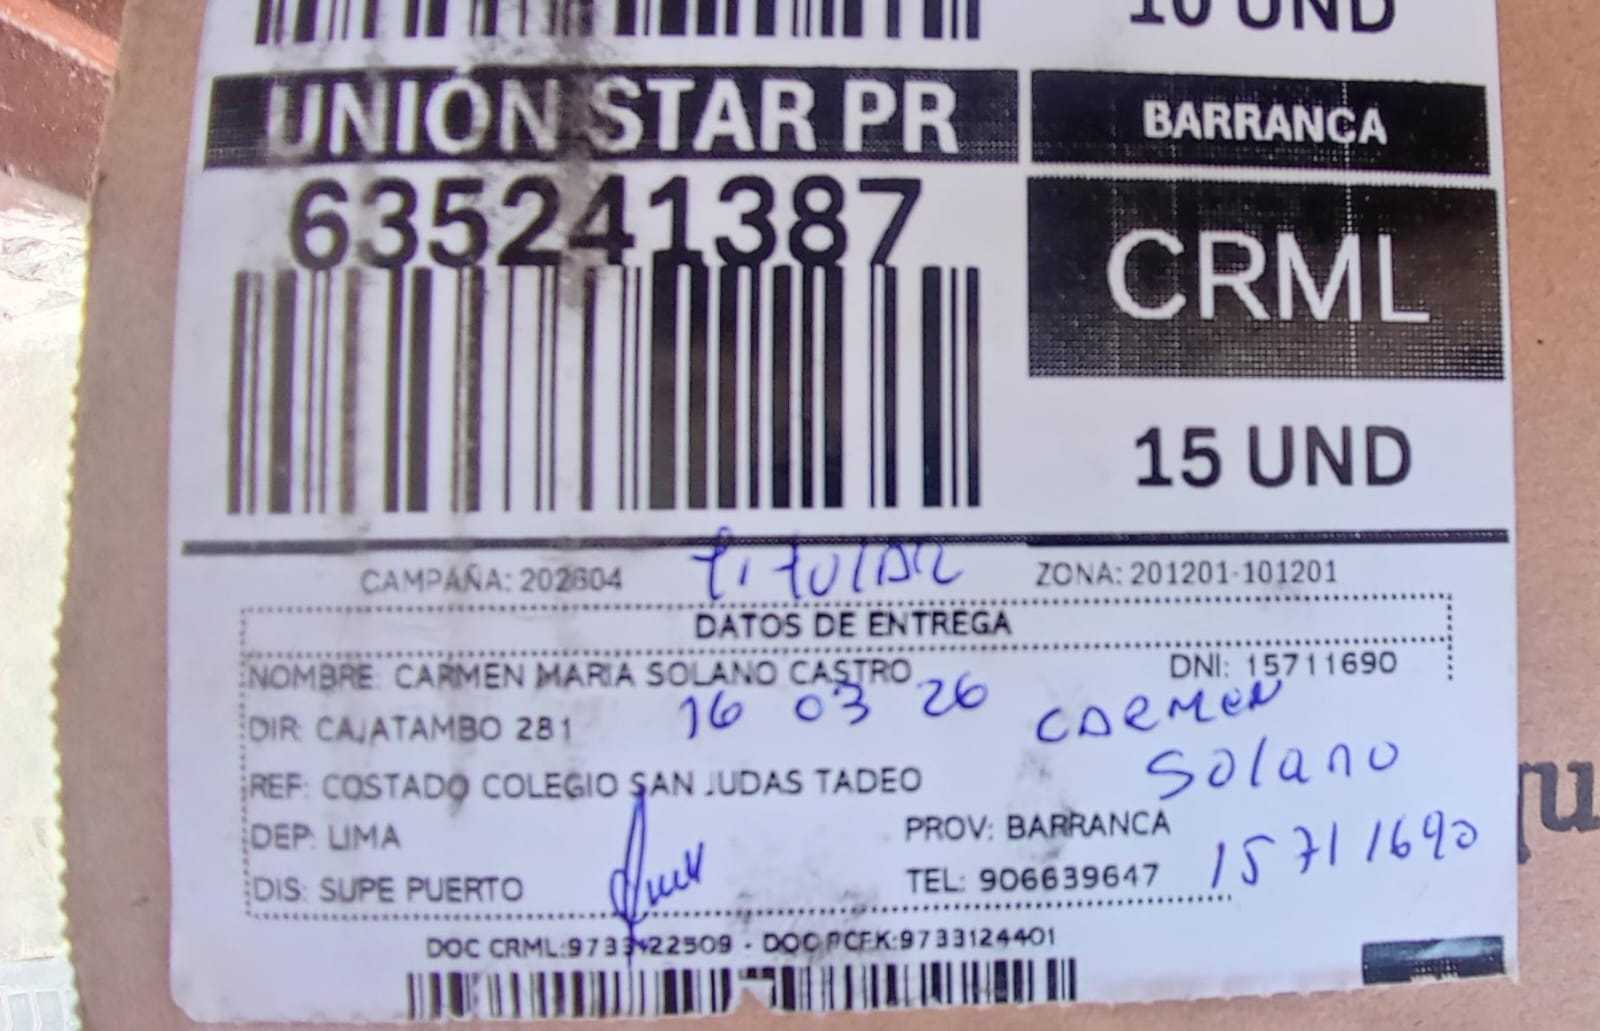 10 UND
UNION STAR PR
BARRANCA
635241387
CRML
15 UND
CAMPAÑA: 202604
TITULAR
ZONA: 201201-101201
DATOS DE ENTREGA
NOMBRE: CARMEN MARIA SOLANO CASTRO
DNI: 15711690
16 03 26
CARMEN
DIR: CAJATAMBO 281
Solano
REF: COSTADO COLEGIO SAN JUDAS TADEO
DEP: LIMA
PROV: BARRANCA
15711690
DIS: SUPE PUERTO
TEL: 906639647
DOC CRML:9733422509 - DOC PCFK:9733124401